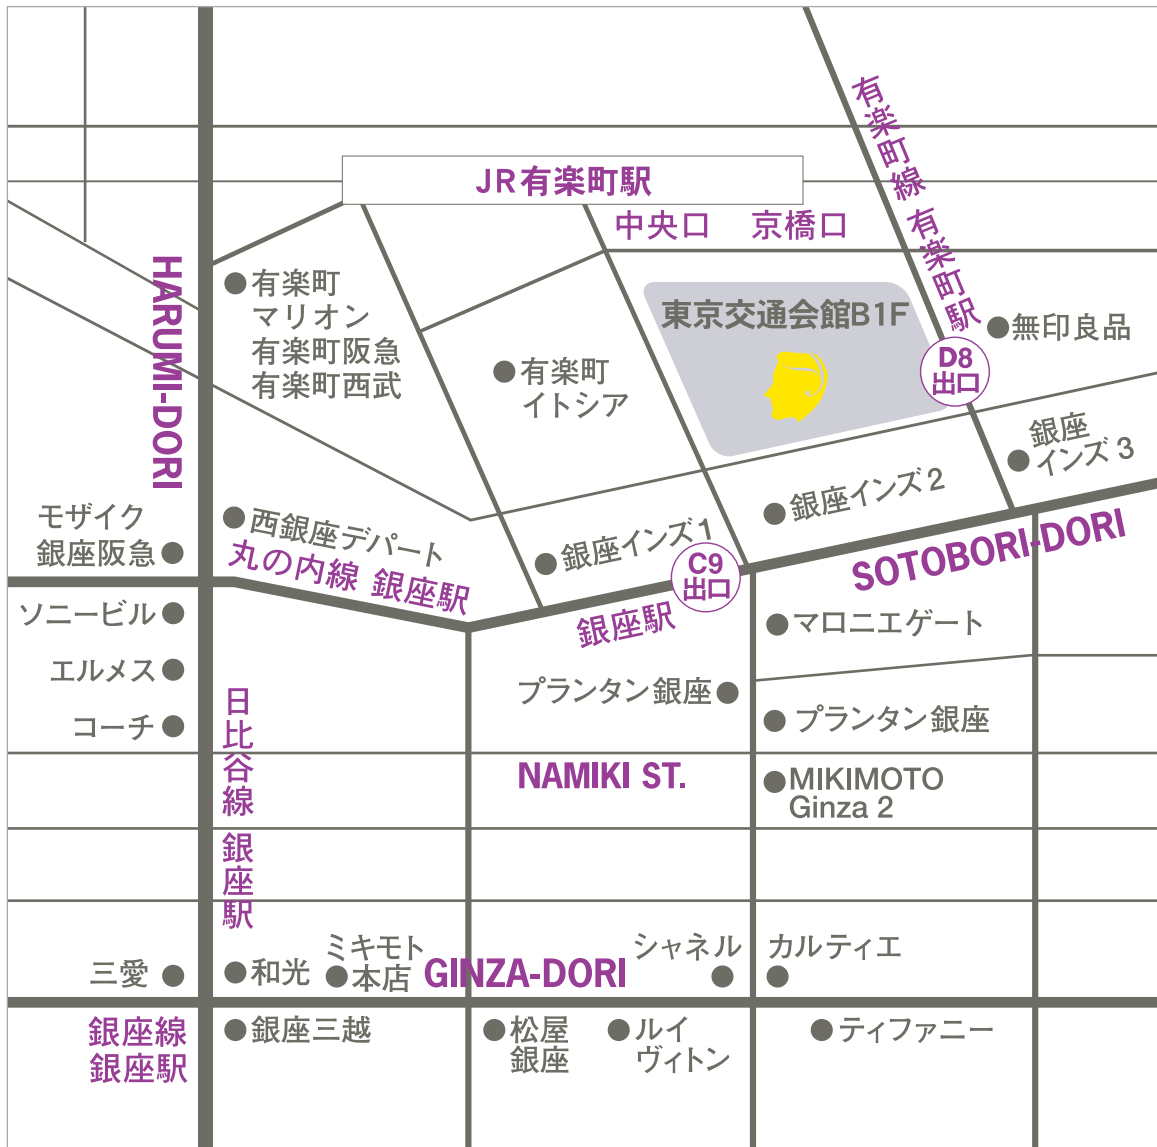 有楽町線 有楽町駅
JR有楽町駅
中央口 京橋口
HARUMI-DORI
有楽町
マリオン
有楽町阪急
有楽町西武
東京交通会館B1F
無印良品
D8
出口
有楽町
イトシア
銀座
インズ3
銀座インズ2
モザイク
銀座阪急
西銀座デパート
丸の内線 銀座駅
銀座インズ1
C9
出口
SOTOBORI-DORI
ソニービル
銀座駅
マロニエゲート
エルメス
プランタン銀座
コーチ
プランタン銀座
日比谷線 銀座駅
NAMIKI ST.
MIKIMOTO
Ginza 2
三愛
和光
ミキモト
本店
GINZA-DORI
シャネル
カルティエ
銀座線
銀座駅
銀座三越
松屋
銀座
ルイ
ヴィトン
ティファニー